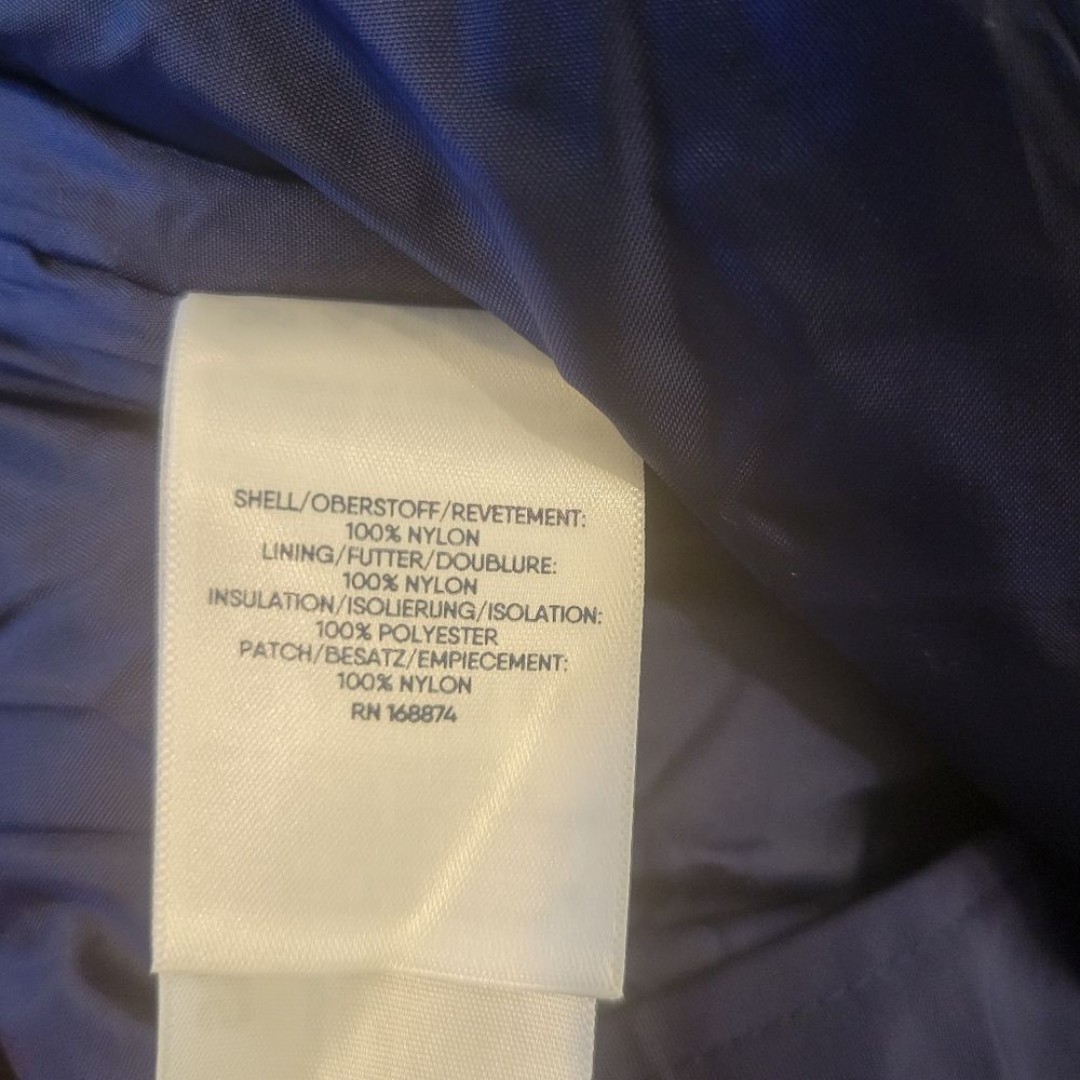 SHELL/OBERSTOFF/REVETEMENT:
100% NYLON
LINING/FUTTER/DOUBLURE:
100% NYLON
INSULATION/ISOLIERUNG/ISOLATION:
100% POLYESTER
PATCH/BESATZ/EMPIECEMENT:
100% NYLON
RN 168874